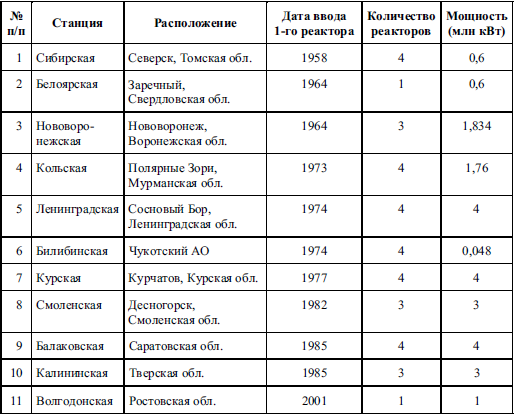 № п/п Станция Расположение Дата ввода 1-го реактора Количество реакторов Мощность (млн кВт)
1 Сибирская Северск, Томская обл. 1958 4 0,6
2 Белоярская Заречный, Свердловская обл. 1964 1 0,6
3 Нововоро-нежская Нововоронеж, Воронежская обл. 1964 3 1,834
4 Кольская Полярные Зори, Мурманская обл. 1973 4 1,76
5 Ленинградская Сосновый Бор, Ленинградская обл. 1974 4 4
6 Билибинская Чукотский АО 1974 4 0,048
7 Курская Курчатов, Курская обл. 1977 4 4
8 Смоленская Десногорск, Смоленская обл. 1982 3 3
9 Балаковская Саратовская обл. 1985 4 4
10 Калининская Тверская обл. 1985 3 3
11 Волгодонская Ростовская обл. 2001 1 1